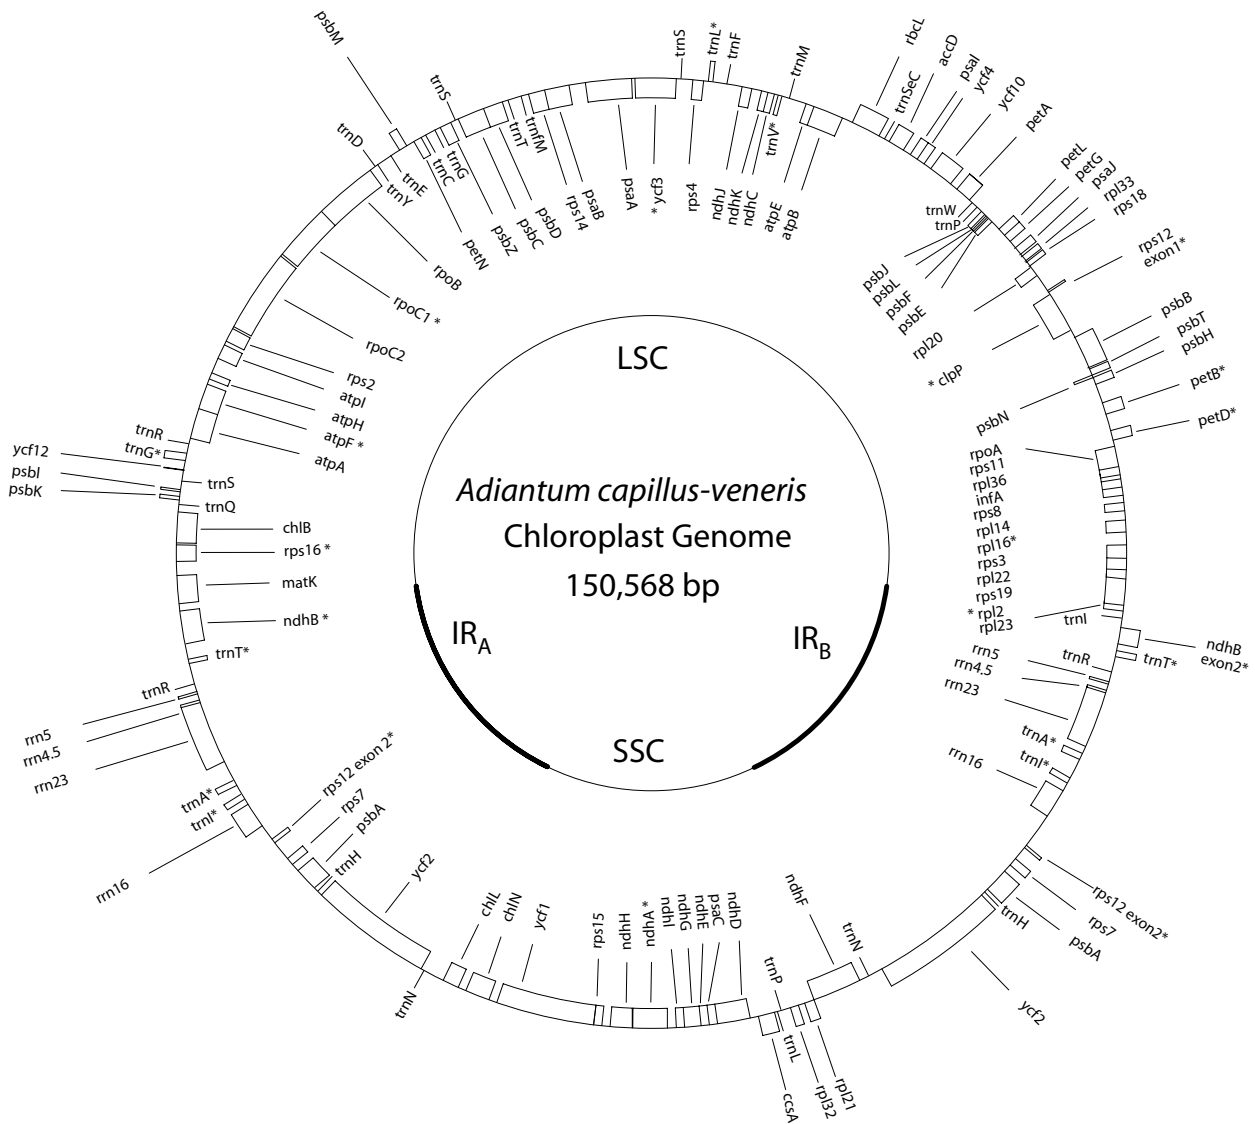 Adiantum capillus-veneris
Chloroplast Genome
150,568 bp
LSC
IRA
IRB
SSC
psbM
trnS
trnS
trnL*
trnF
trnM
rbcL
trnSeC
accD
psaI
ycf4
ycf10
petA
petL
petG
psaJ
rpl33
rps18
rps12
exon1*
psbB
psbT
psbH
petB*
petD*
trnD
trnY
trnE
trnC
trnG
trnT
trnfM
petN
psbZ
psbC
psbD
rps14
psaB
psaA
* ycf3
rps4
ndhJ
ndhK
ndhC
trnV*
atpE
atpB
trnW
trnP
psbJ
psbL
psbF
psbE
rpl20
* clpP
psbN
rpoB
rpoC1 *
rpoC2
rps2
atpI
atpH
atpF *
atpA
trnR
trnG*
ycf12
psbI
psbK
trnS
trnQ
chlB
rps16 *
matK
ndhB *
trnT*
trnR
rrn5
rrn4.5
rrn23
trnA*
trnI*
rrn16
rpoA
rps11
rpl36
infA
rps8
rpl14
rpl16*
rps3
rpl22
rps19
* rpl2
rpl23
trnI
ndhB
exon2*
trnT*
trnR
rrn5
rrn4.5
rrn23
trnA*
trnI*
rrn16
rps12 exon 2*
rps7
psbA
trnH
ycf2
trnN
chlL
chlN
ycf1
rps15
ndhH
ndhA*
ndhI
ndhG
ndhE
psaC
ndhD
ndhF
trnN
trnP
trnL
ccsA
rpl32
rpl21
rps12 exon2*
rps7
psbA
trnH
ycf2